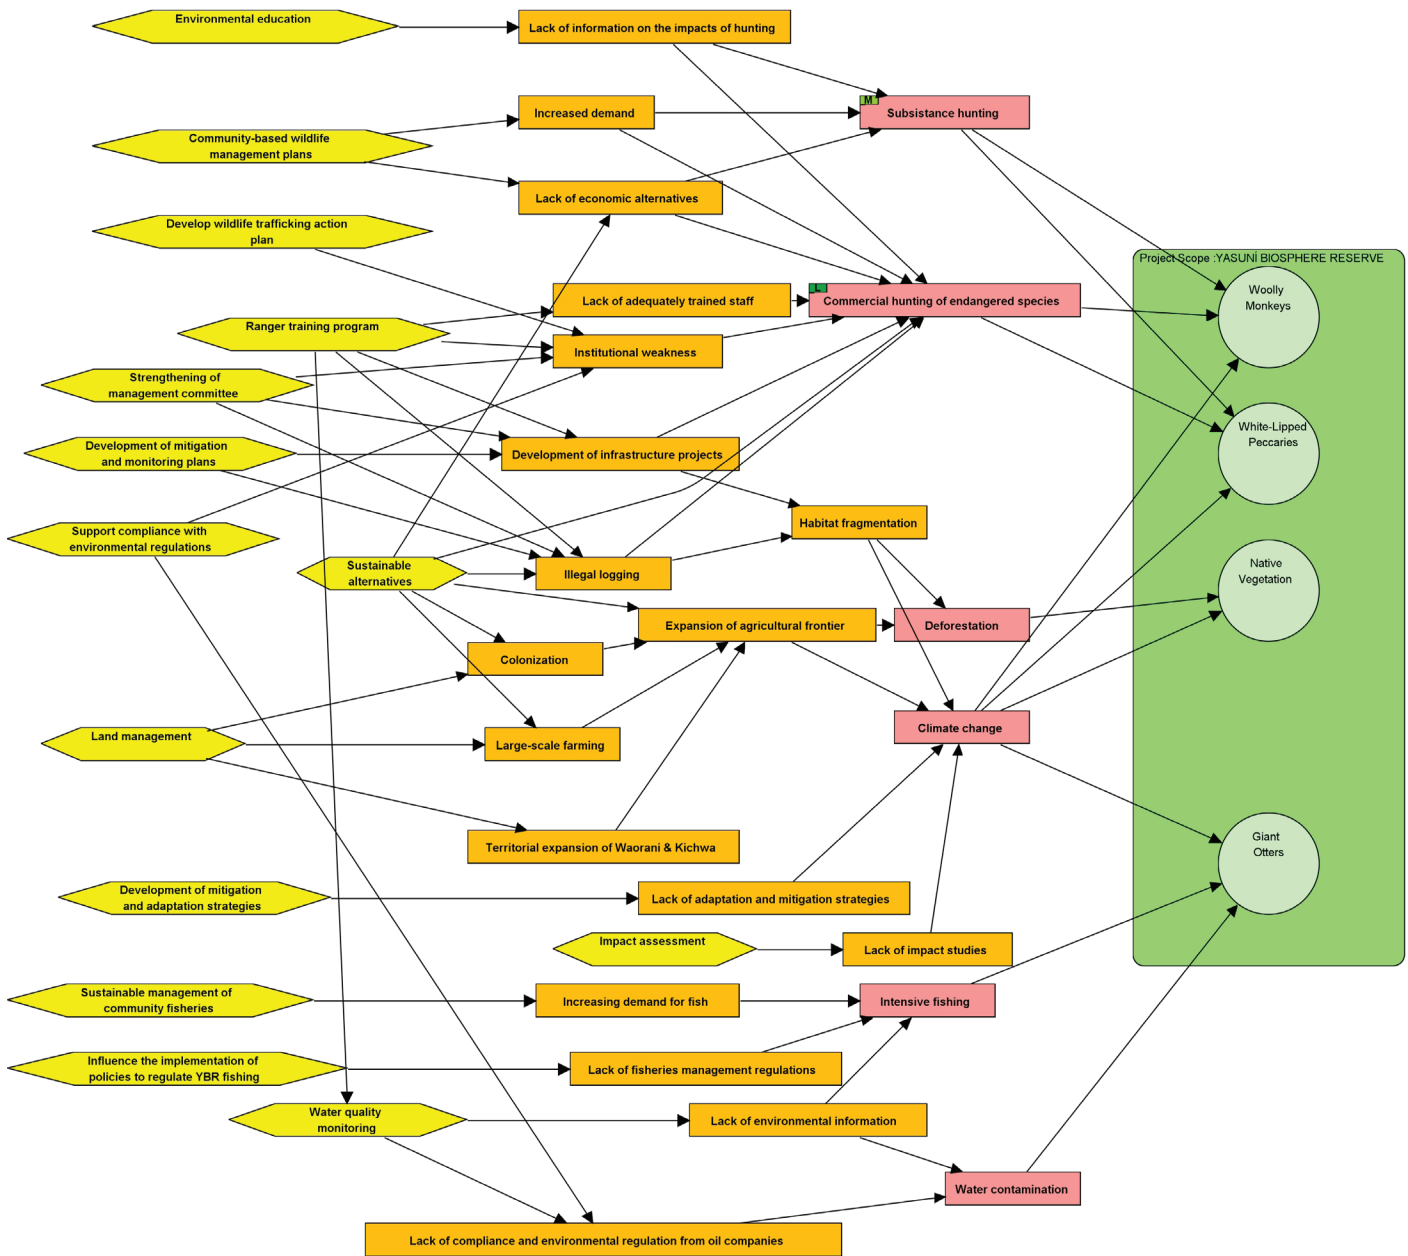 Environmental education
Lack of information on the impacts of hunting
Increased demand
M
Subsistance hunting
Community-based wildlife
management plans
Lack of economic alternatives
Develop wildlife trafficking action
plan
Project Scope :YASUNÍ BIOSPHERE RESERVE
Woolly
Monkeys
Lack of adequately trained staff
L
Commercial hunting of endangered species
Ranger training program
Institutional weakness
Strengthening of
management committee
White-Lipped
Peccaries
Development of mitigation
and monitoring plans
Development of infrastructure projects
Habitat fragmentation
Support compliance with
environmental regulations
Sustainable
alternatives
Illegal logging
Native
Vegetation
Expansion of agricultural frontier
Deforestation
Colonization
Climate change
Land management
Large-scale farming
Territorial expansion of Waorani & Kichwa
Giant
Otters
Development of mitigation
and adaptation strategies
Lack of adaptation and mitigation strategies
Impact assessment
Lack of impact studies
Sustainable management of
community fisheries
Increasing demand for fish
Intensive fishing
Influence the implementation of
policies to regulate YBR fishing
Lack of fisheries management regulations
Water quality
monitoring
Lack of environmental information
Water contamination
Lack of compliance and environmental regulation from oil companies